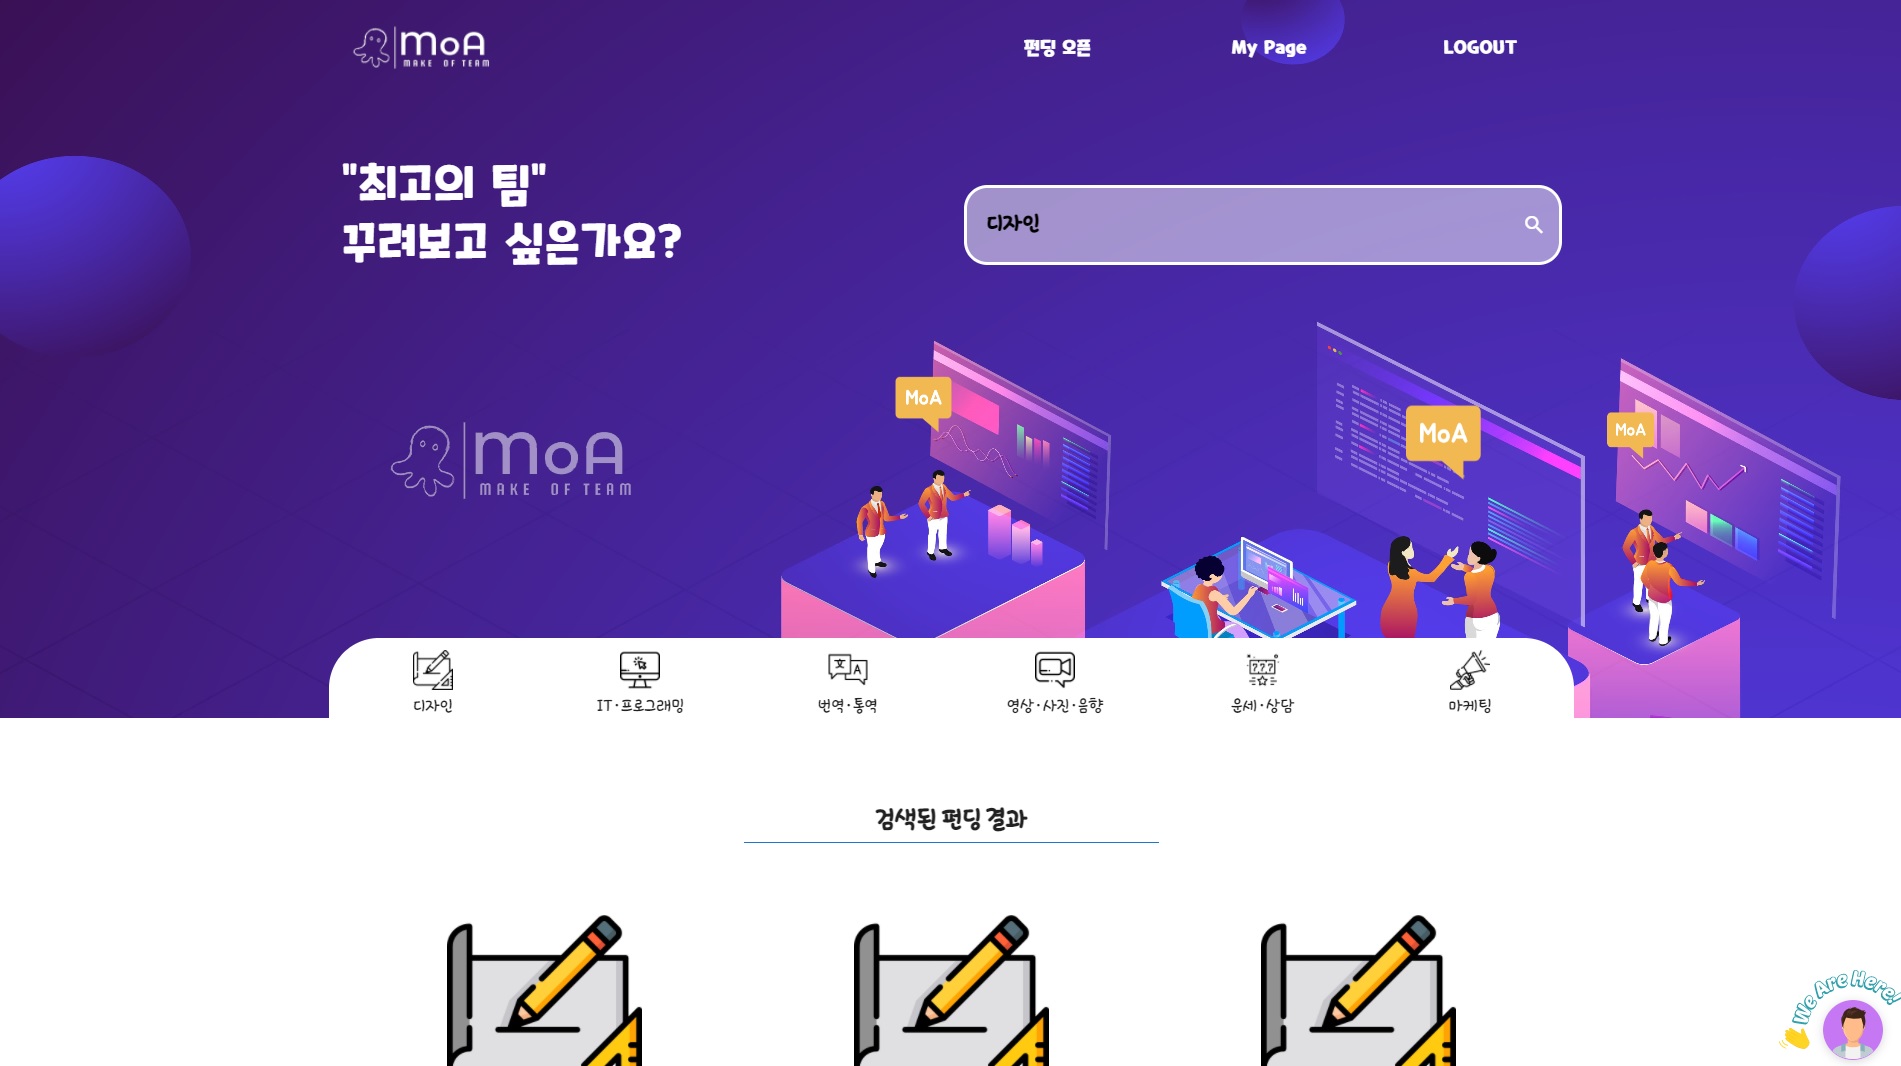 MoA
MAKE OF TEAM
펀딩 오픈
My Page
LOGOUT
"최고의 팀"
꾸려보고 싶은가요?
디자인
MoA
MoA
MoA
MoA
MAKE OF TEAM
文 A
???
디자인
IT·프로그래밍
번역·통역
영상·사진·음향
운세·상담
마케팅
검색된 펀딩 결과
We Are Here!